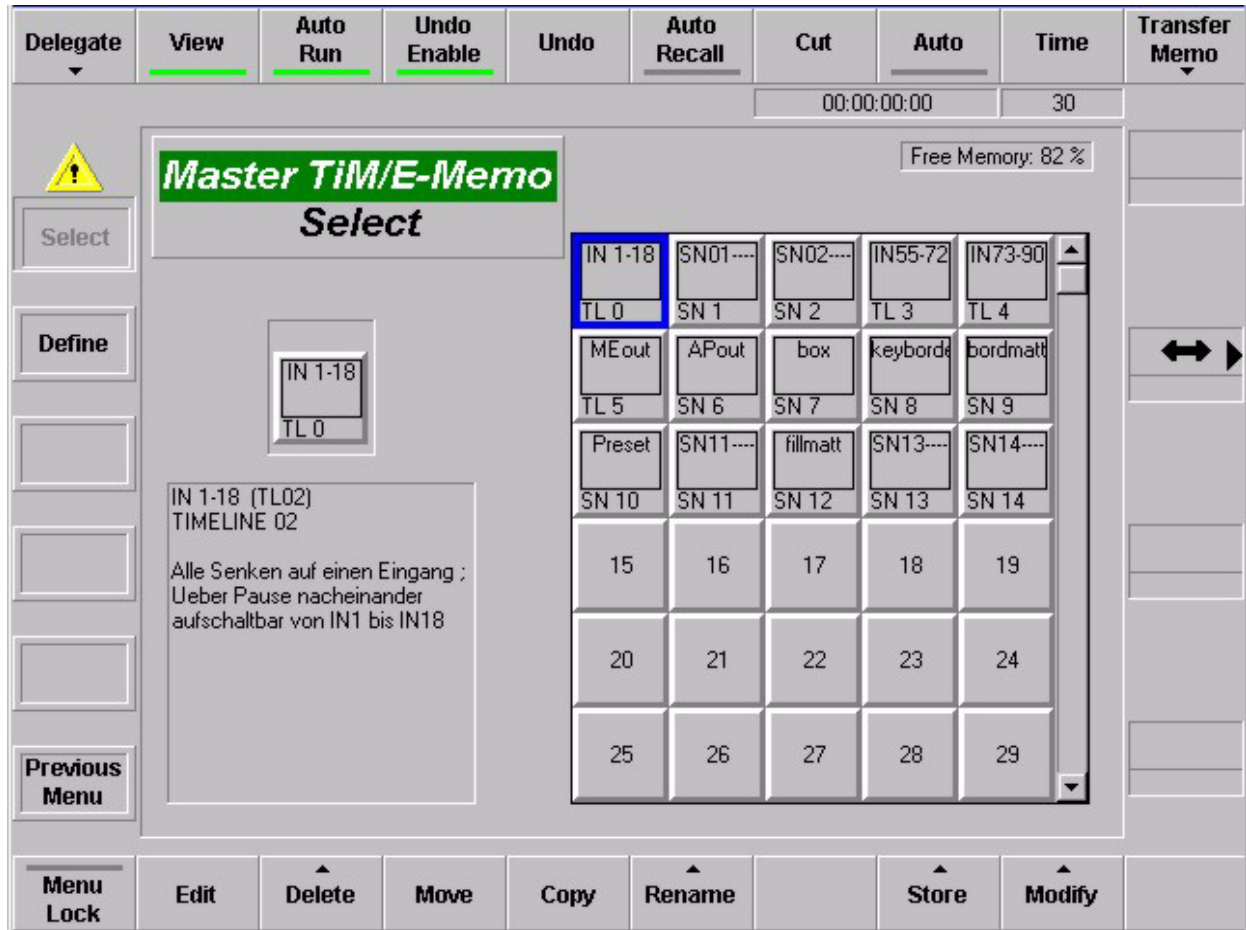 Delegate
View
Auto
Run
Undo
Enable
Undo
Auto
Recall
Cut
Auto
Time
Transfer
Memo
00:00:00:00
30
Master TiM/E-Memo
Select
Free Memory: 82 %
Select
Define
Previous
Menu
IN 1-18
TL 0
IN 1-18 (TL02)
TIMELINE 02
Alle Senken auf einen Eingang ;
Ueber Pause nacheinander
aufschaltbar von IN1 bis IN18
IN 1-18
TL 0
SN01----
SN 1
SN02----
SN 2
IN55-72
TL 3
IN73-90
TL 4
MEout
TL 5
APout
SN 6
box
SN 7
keyborde
SN 8
bordmatt
SN 9
Preset
SN 10
SN11----
SN 11
fillmatt
SN 12
SN13----
SN 13
SN14----
SN 14
15
16
17
18
19
20
21
22
23
24
25
26
27
28
29
Menu
Lock
Edit
Delete
Move
Copy
Rename
Store
Modify